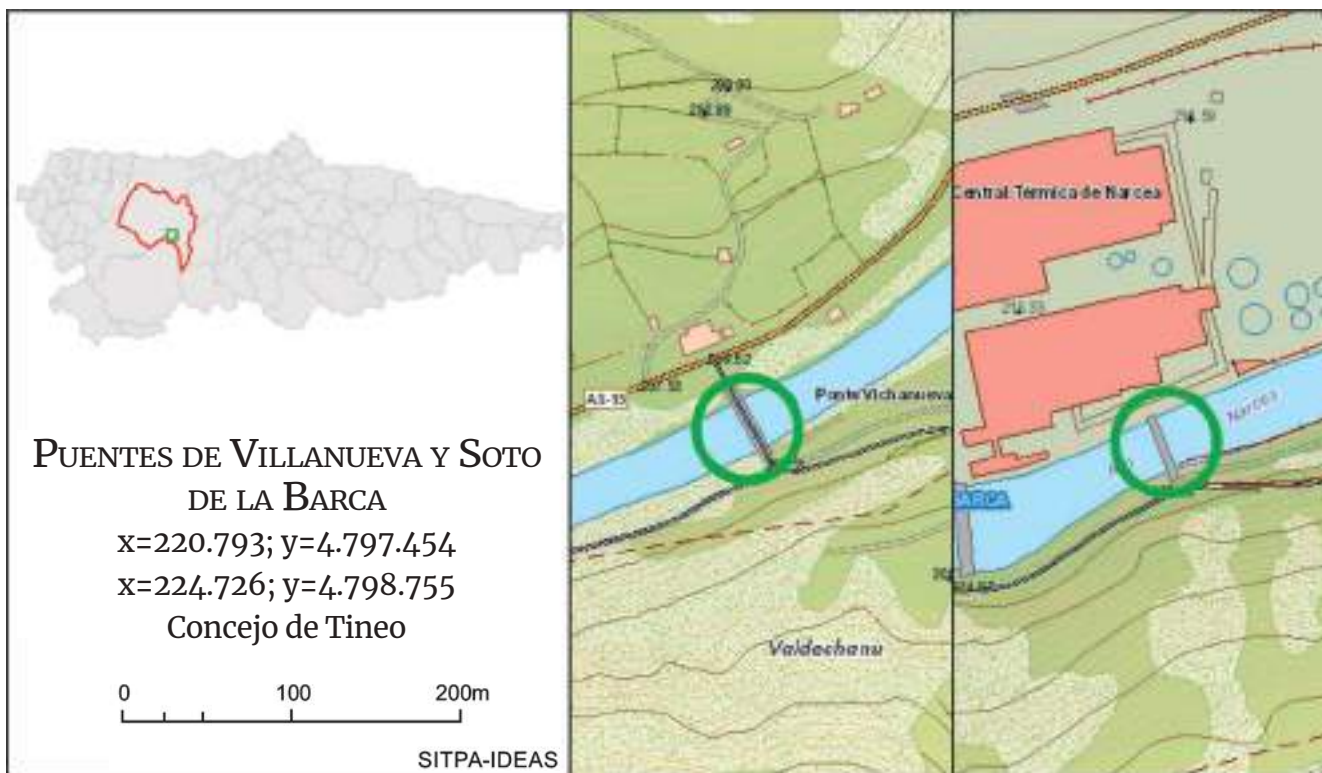 PUENTES DE VILLANUEVA Y SOTO
DE LA BARCA
x=220.793; y=4.797.454
x=224.726; y=4.798.755
Concejo de Tineo
0 100 200m
SITPA-IDEAS
AS-15
Ponte Vichanueva
Valdechanu
Central Térmica de Narcea
Narcea
BARCA